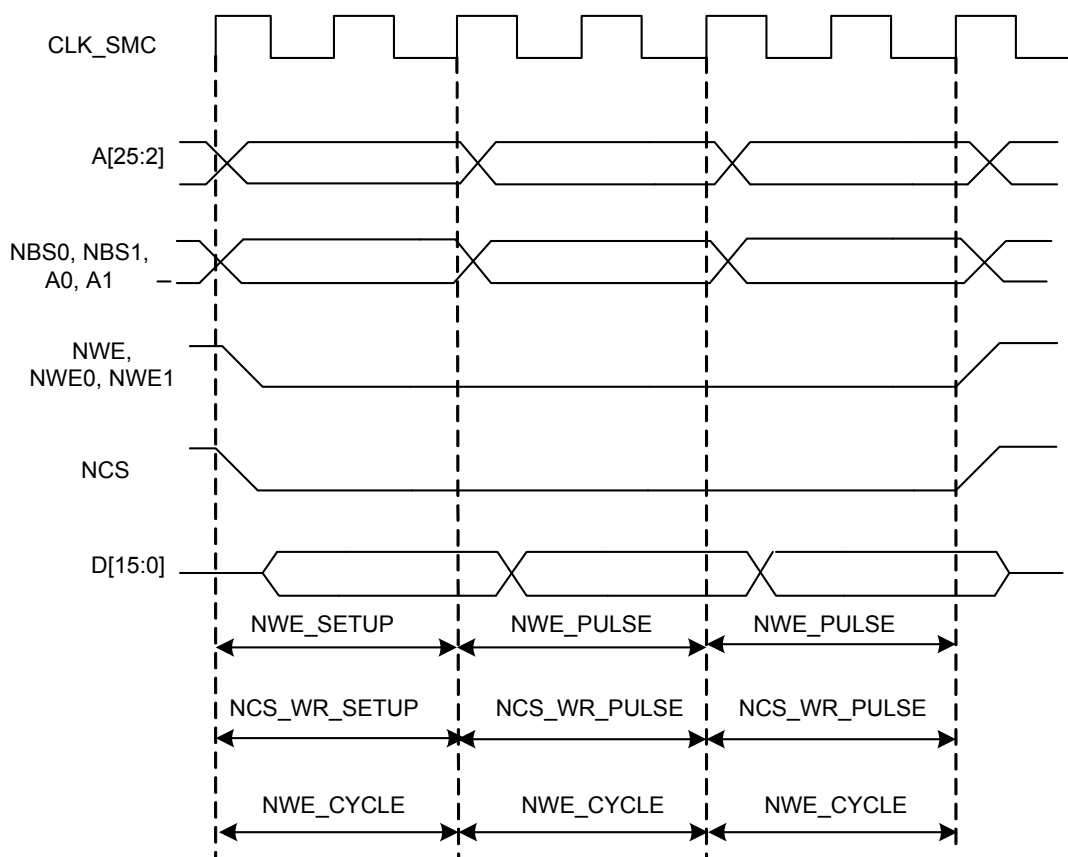 CLK_SMC
A[25:2]
NBS0, NBS1,
A0, A1
NWE,
NWE0, NWE1
NCS
D[15:0]
NWE_SETUP NWE_PULSE NWE_PULSE
NCS_WR_SETUP NCS_WR_PULSE NCS_WR_PULSE
NWE_CYCLE NWE_CYCLE NWE_CYCLE